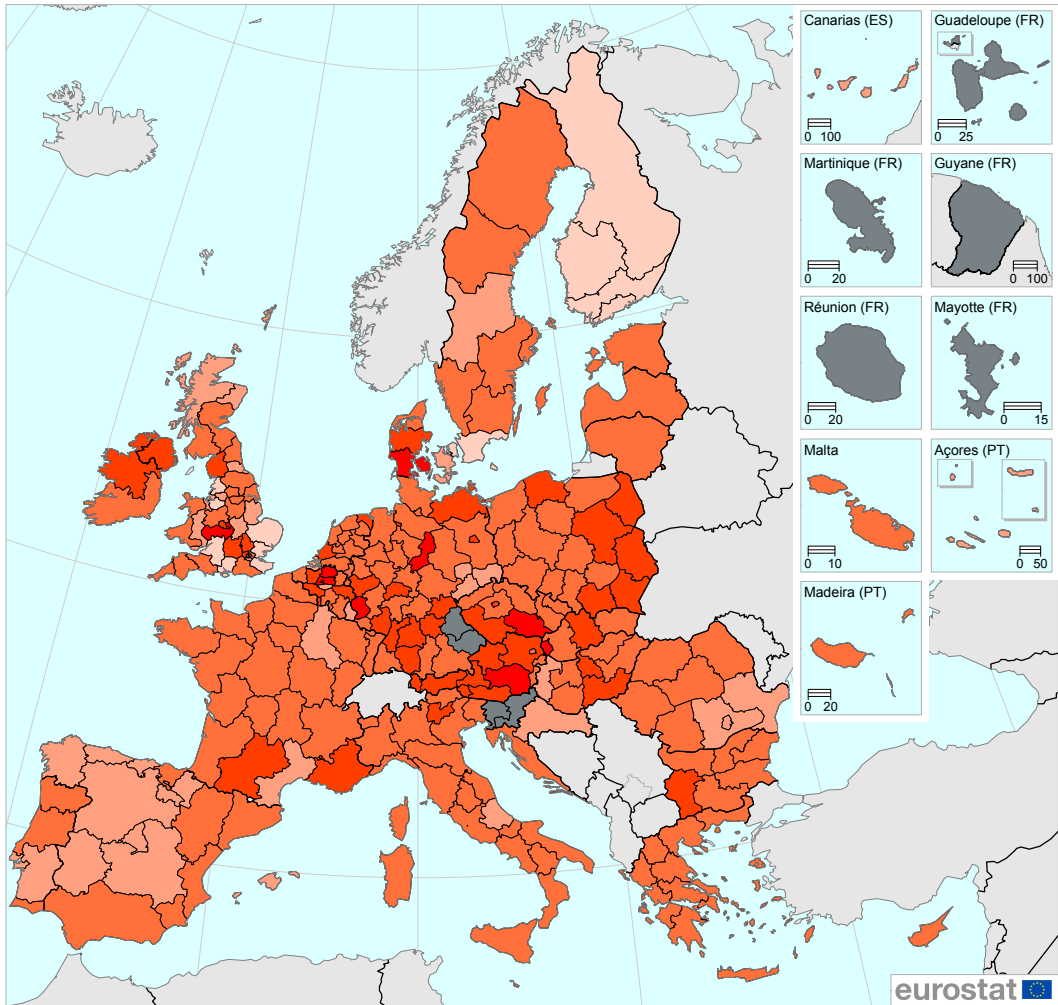 Canarias (ES)
0 100
Guadeloupe (FR)
0 25
Martinique (FR)
0 20
Guyane (FR)
0 100
Réunion (FR)
0 20
Mayotte (FR)
0 15
Malta
0 10
Açores (PT)
0 50
Madeira (PT)
0 20
eurostat